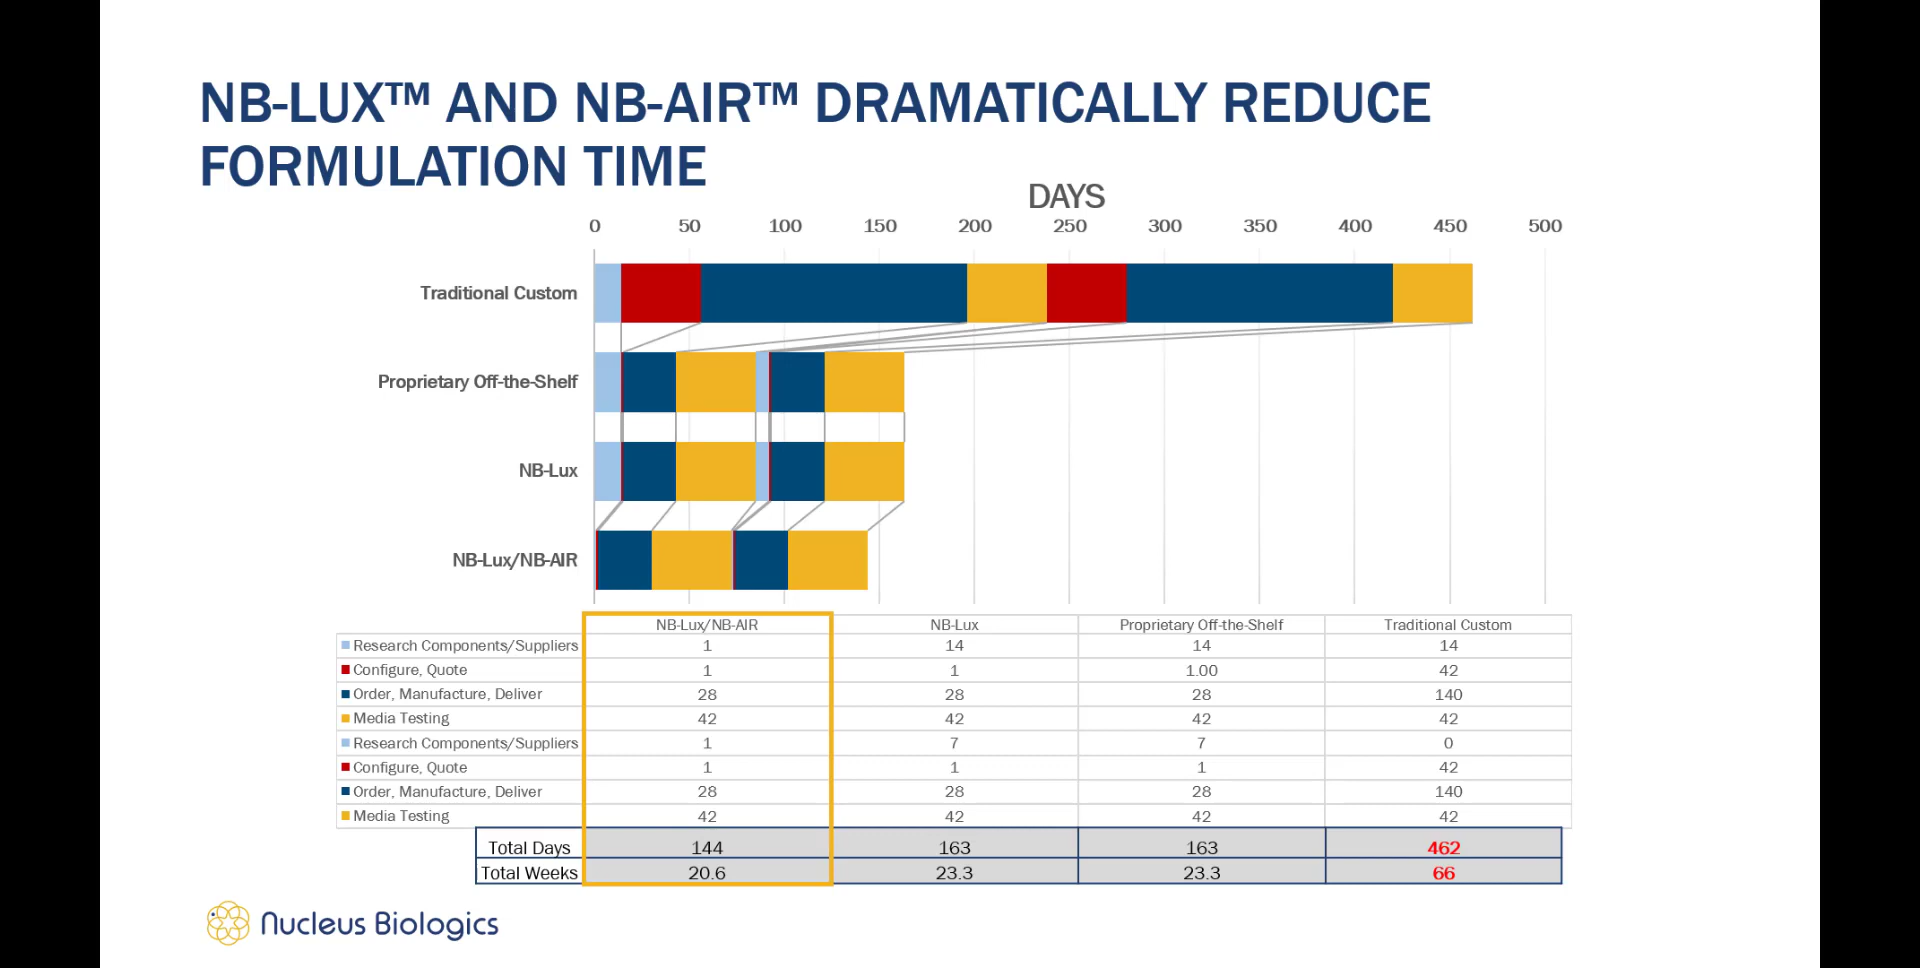 NB-LUX™ AND NB-AIR™ DRAMATICALLY REDUCE
FORMULATION TIME
DAYS
0 50 100 150 200 250 300 350 400 450 500
Traditional Custom
Proprietary Off-the-Shelf
NB-Lux
NB-Lux/NB-AIR
NB-Lux/NB-AIR NB-Lux Proprietary Off-the-Shelf Traditional Custom
Research Components/Suppliers 1 14 14 14
Configure, Quote 1 1 1.00 42
Order, Manufacture, Deliver 28 28 28 140
Media Testing 42 42 42 42
Research Components/Suppliers 1 7 7 0
Configure, Quote 1 1 1 42
Order, Manufacture, Deliver 28 28 28 140
Media Testing 42 42 42 42
Total Days 144 163 163 462
Total Weeks 20.6 23.3 23.3 66
Nucleus Biologics